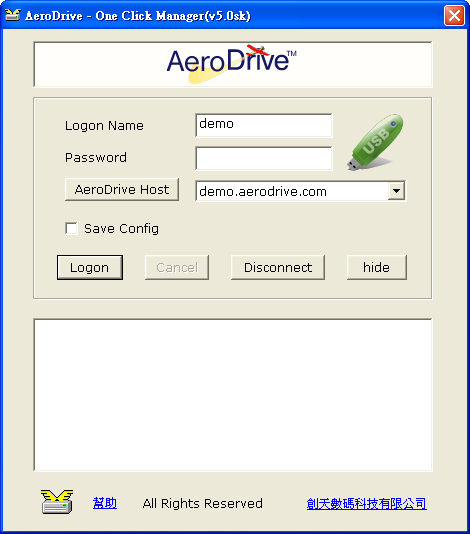 AeroDrive - One Click Manager(v5.0sk)
AeroDrive™
Logon Name
demo
USB
Password
AeroDrive Host
demo.aerodrive.com
Save Config
Logon Cancel Disconnect hide
幫助 All Rights Reserved 創天數碼科技有限公司